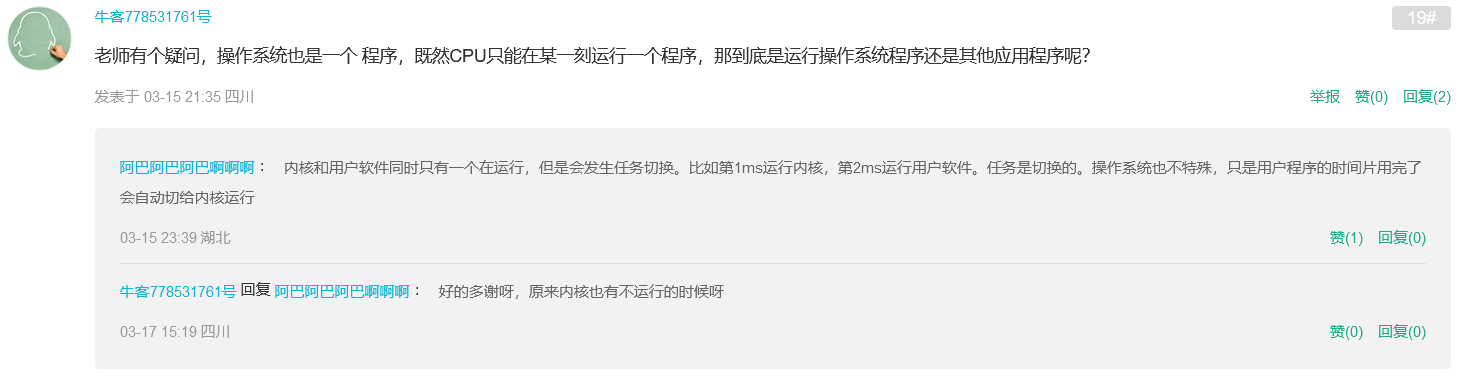 牛客778531761号
19#
老师有个疑问，操作系统也是一个 程序，既然CPU只能在某一刻运行一个程序，那到底是运行操作系统程序还是其他应用程序呢？
发表于 03-15 21:35 四川
举报 赞(0) 回复(2)
阿巴阿巴阿巴啊啊啊： 内核和用户软件同时只有一个在运行，但是会发生任务切换。比如第1ms运行内核，第2ms运行用户软件。任务是切换的。操作系统也不特殊，只是用户程序的时间片用完了
会自动切给内核运行
03-15 23:39 湖北
赞(1) 回复(0)
牛客778531761号 回复 阿巴阿巴阿巴啊啊啊： 好的多谢呀，原来内核也有不运行的时候呀
03-17 15:19 四川
赞(0) 回复(0)